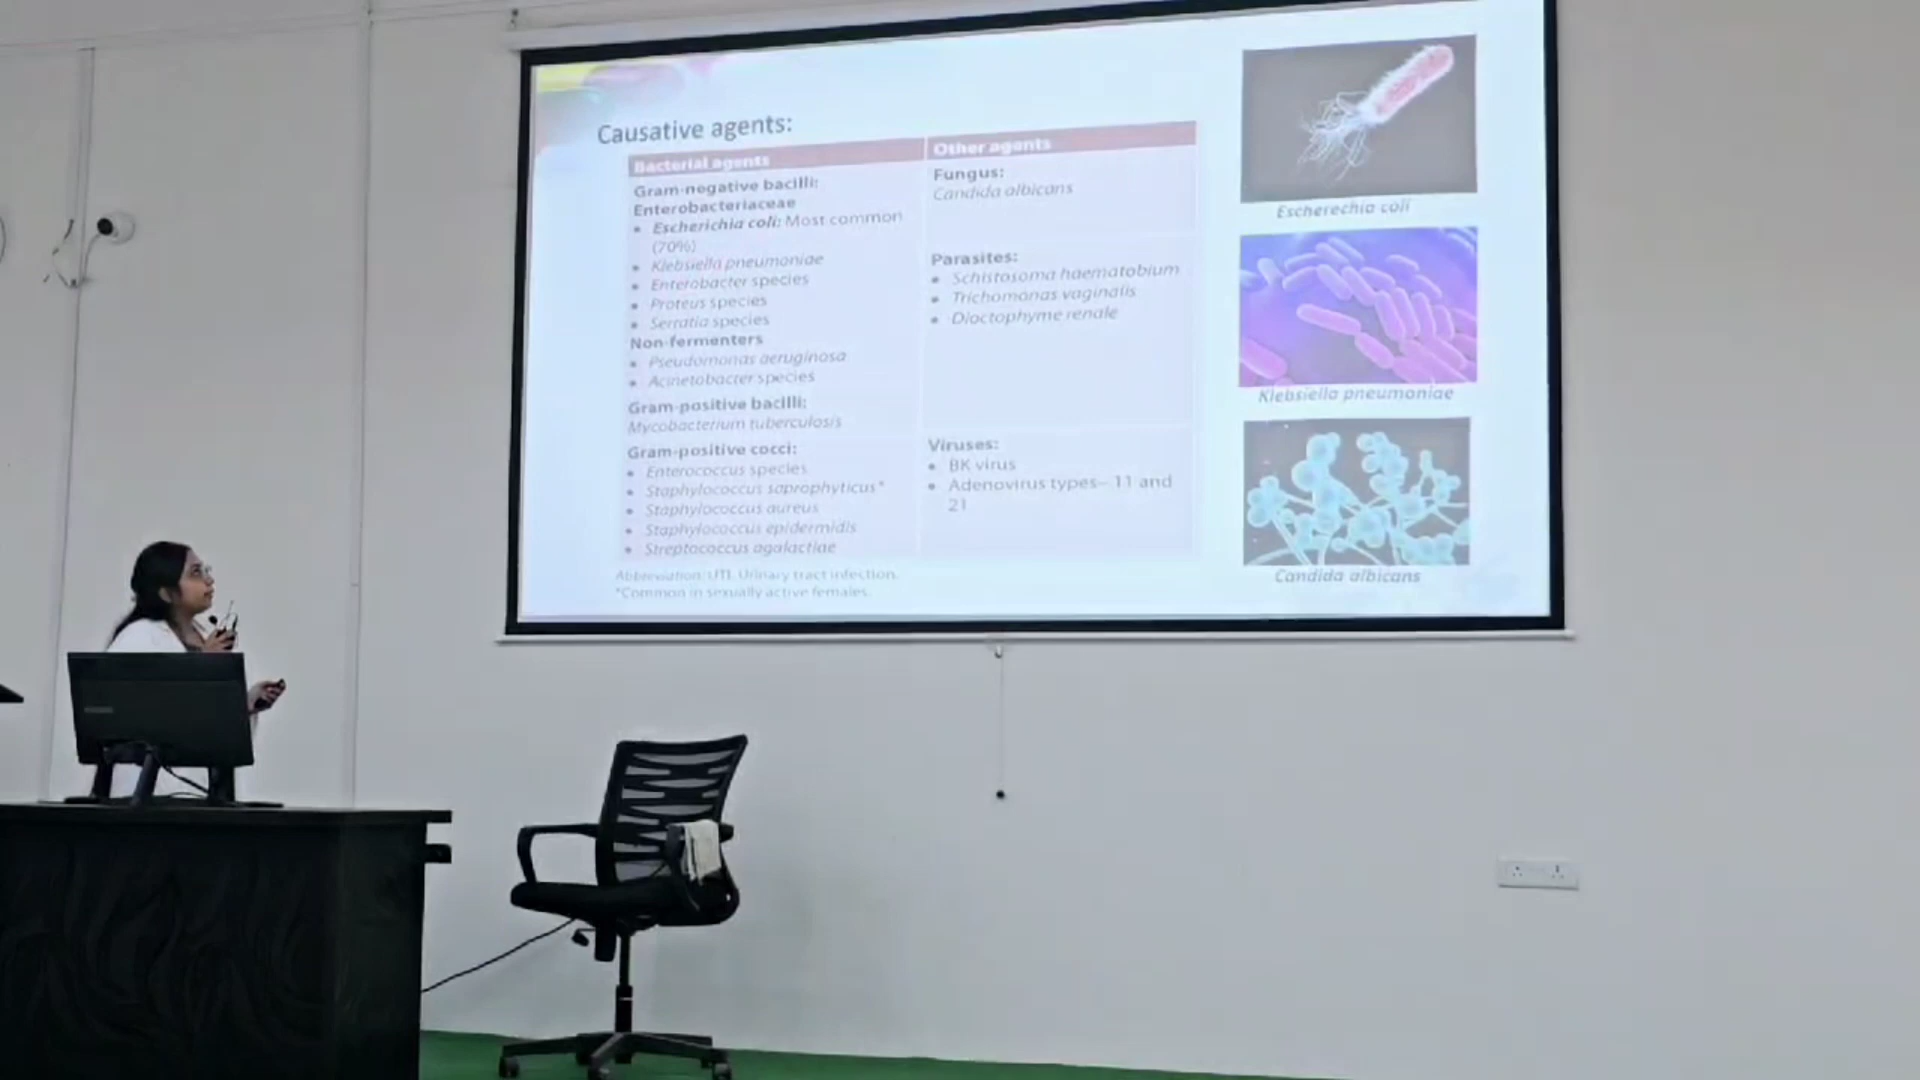 Causative agents:
Bacterial agents
Gram-negative bacilli:
Enterobacteriaceae
• Escherichia coli: Most common
(70%)
• Klebsiella pneumoniae
• Enterobacter species
• Proteus species
• Serratia species
Non-fermenters
• Pseudomonas aeruginosa
• Acinetobacter species
Gram-positive bacilli:
Mycobacterium tuberculosis
Gram-positive cocci:
• Enterococcus species
• Staphylococcus saprophyticus*
• Staphylococcus aureus
• Staphylococcus epidermidis
• Streptococcus agalactiae
Other agents
Fungus:
Candida albicans
Parasites:
• Schistosoma haematobium
• Trichomonas vaginalis
• Dioctophyme renale
Viruses:
• BK virus
• Adenovirus types– 11 and
21
Abbreviation: UTI, Urinary tract infection.
*Common in sexually active females.
Escherechia coli
Klebsiella pneumoniae
Candida albicans